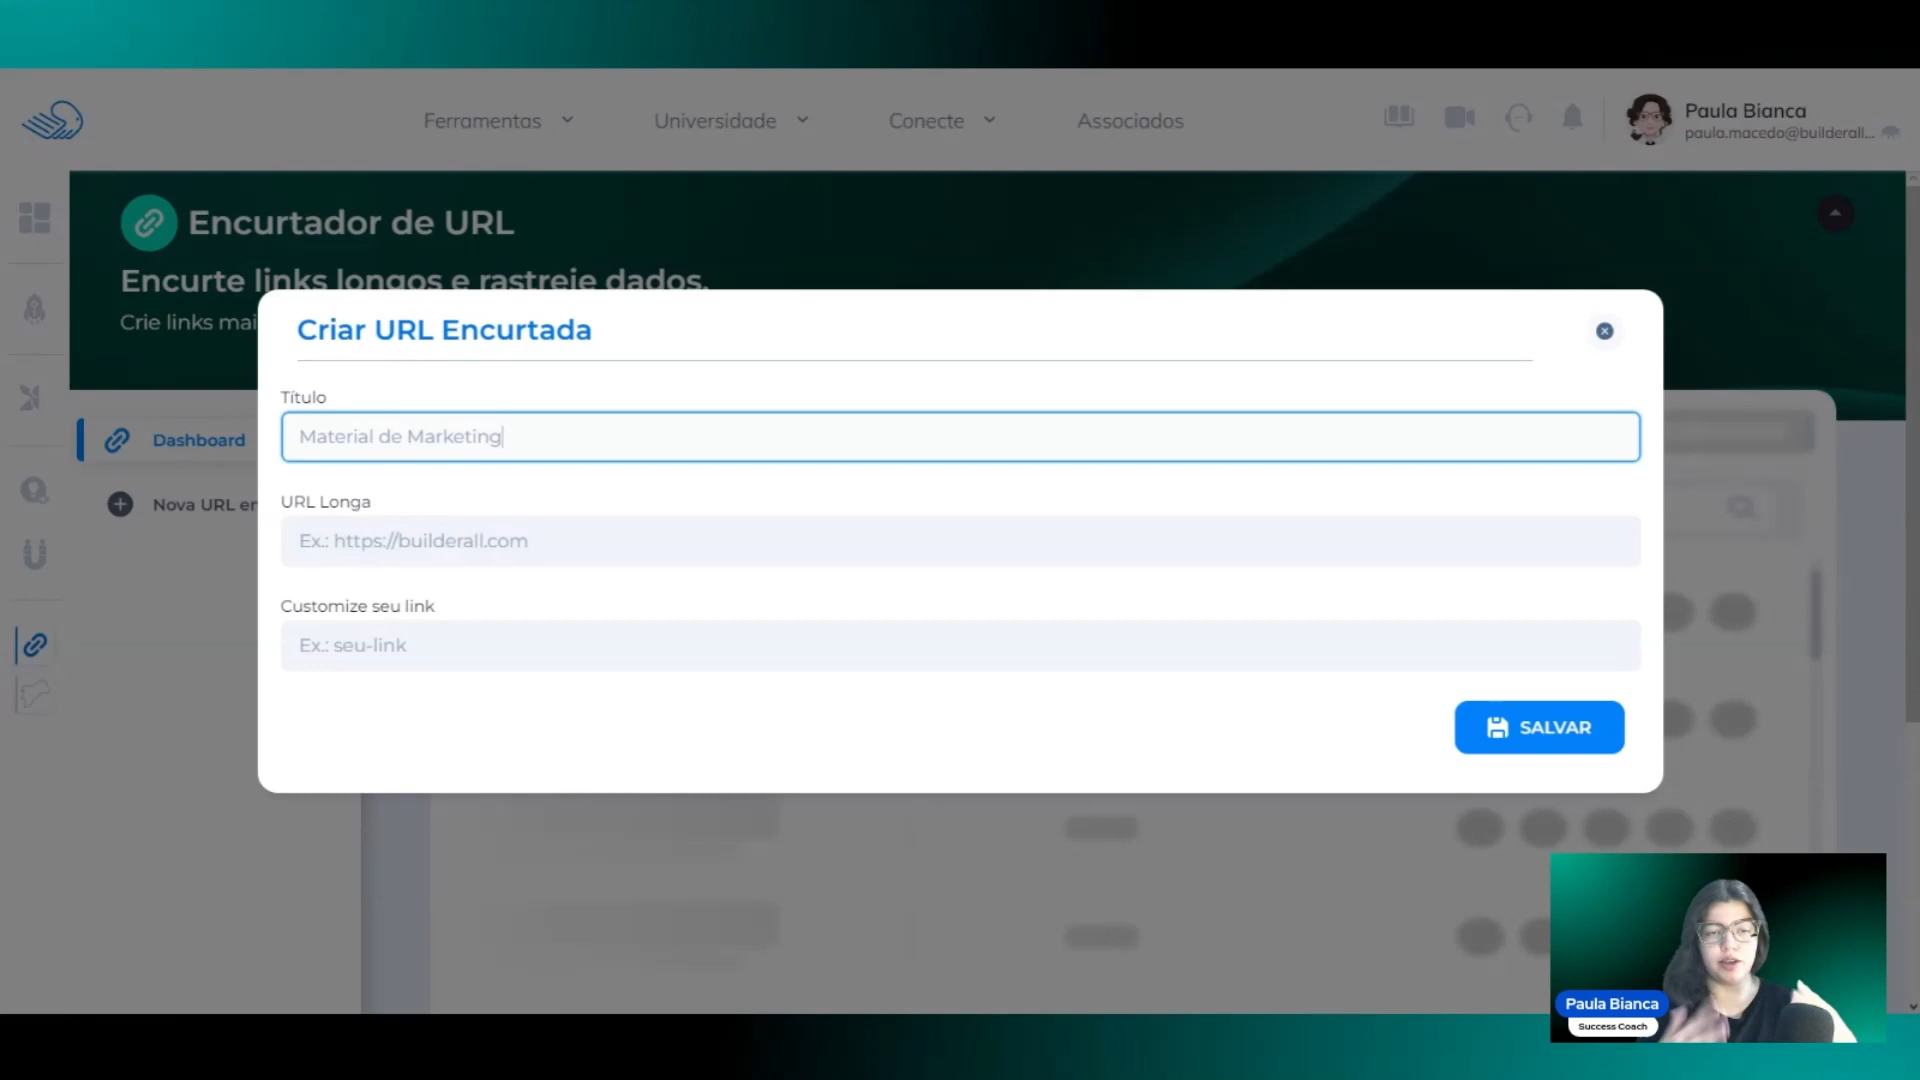 Ferramentas
Universidade
Conecte
Associados
Paula Bianca
paula.macedo@builderall...
Encurtador de URL
Encurte links longos e rastreie dados.
Crie links mai
Criar URL Encurtada
Título
Material de Marketing
Dashboard
URL Longa
Nova URL en
Ex.: https://builderall.com
Customize seu link
Ex.: seu-link
SALVAR
Paula Bianca
Success Coach